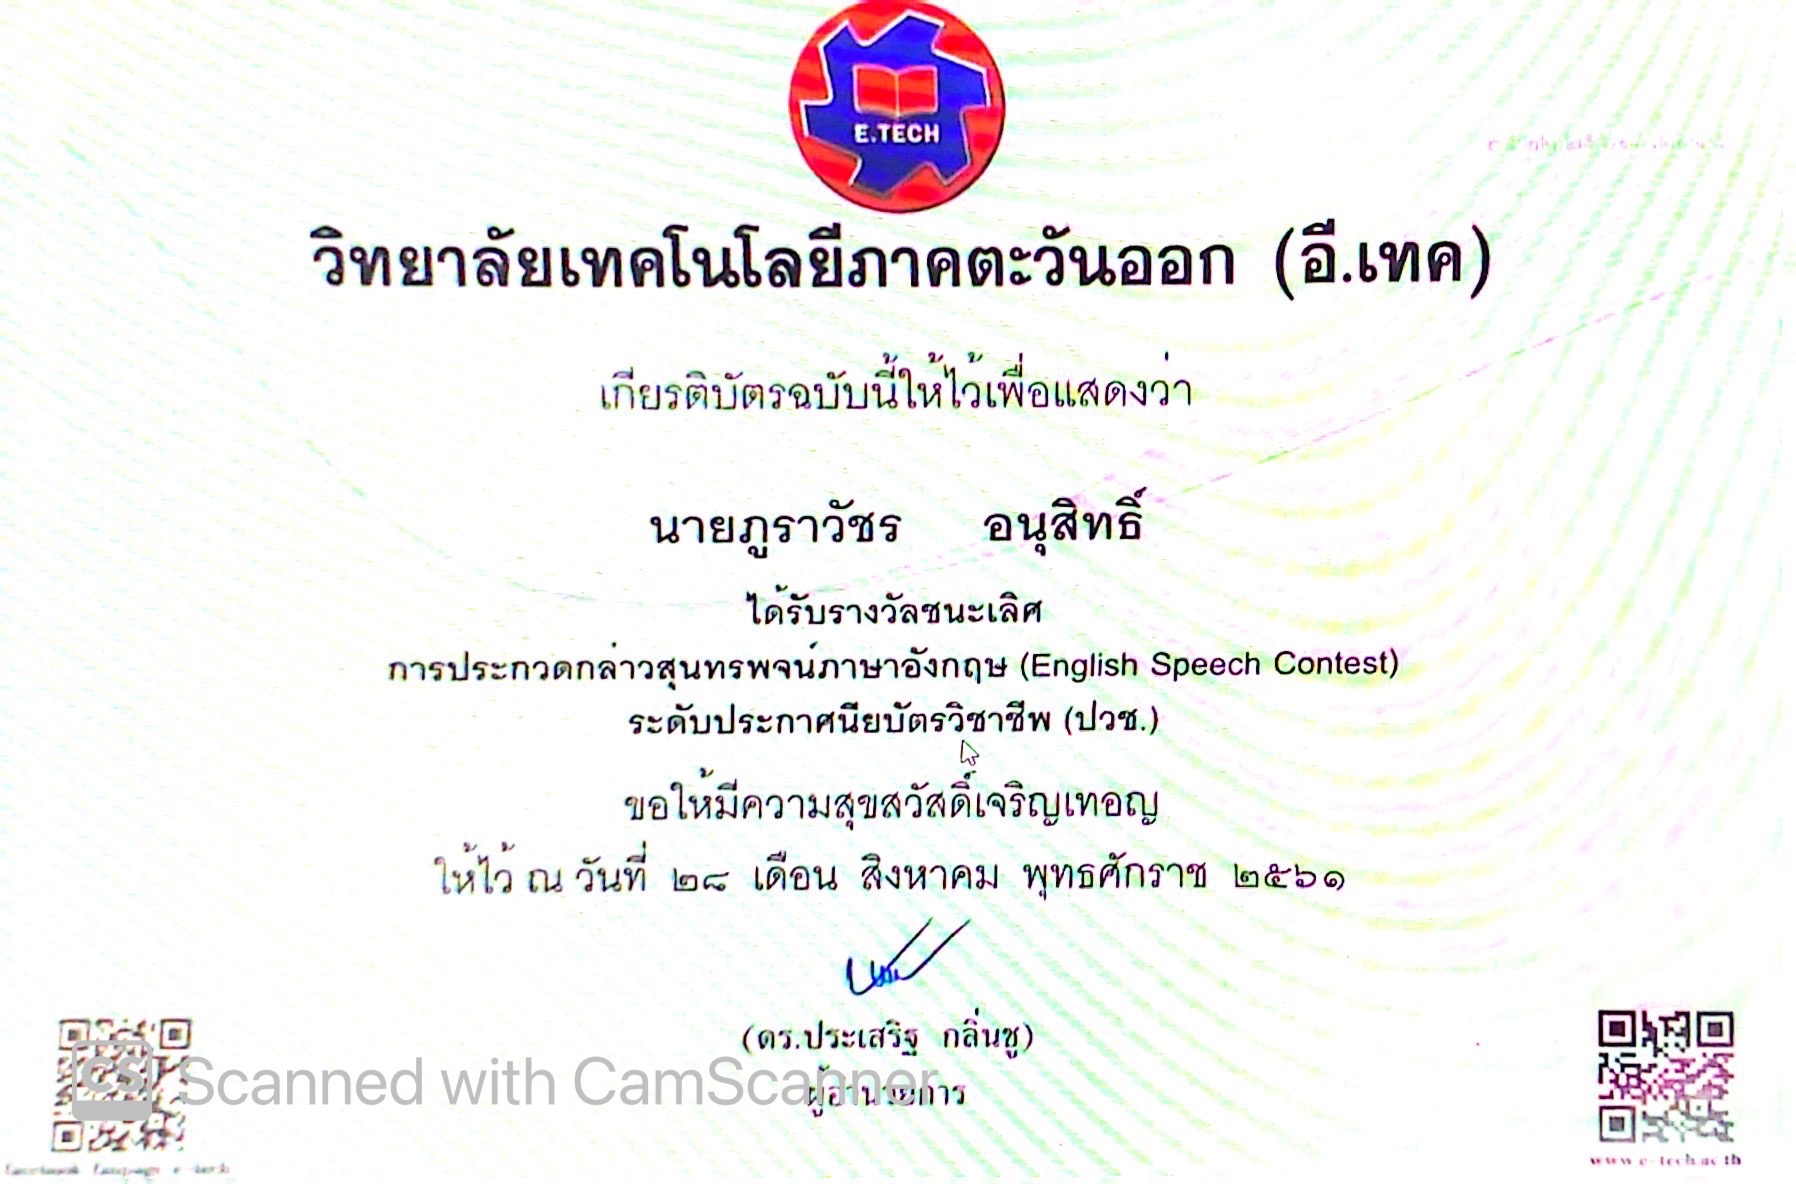 E.TECH
วิทยาลัยเทคโนโลยีภาคตะวันออก (อี.เทค)
เกียรติบัตรฉบับนี้ให้ไว้เพื่อแสดงว่า
นายภูราวัชร อนุสิทธิ์
ได้รับรางวัลชนะเลิศ
การประกวดกล่าวสุนทรพจน์ภาษาอังกฤษ (English Speech Contest)
ระดับประกาศนียบัตรวิชาชีพ (ปวช.)
ขอให้มีความสุขสวัสดิ์เจริญเทอญ
ให้ไว้ ณ วันที่ ๒๘ เดือน สิงหาคม พุทธศักราช ๒๕๖๑
(ดร.ประเสริฐ กลิ่นชู)
ผู้อำนวยการ
CS Scanned with CamScanner
facebook fanpage e-tech
www.e-tech.ac.th